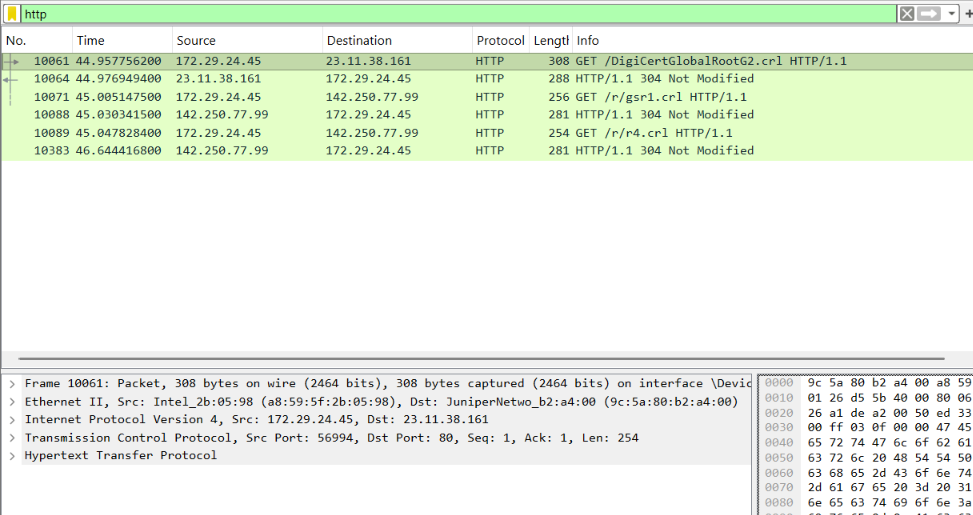 http
No. Time Source Destination Protocol Length Info
10061 44.957756200 172.29.24.45 23.11.38.161 HTTP 308 GET /DigiCertGlobalRootG2.crl HTTP/1.1
10064 44.976949400 23.11.38.161 172.29.24.45 HTTP 288 HTTP/1.1 304 Not Modified
10071 45.005147500 172.29.24.45 142.250.77.99 HTTP 256 GET /r/gsr1.crl HTTP/1.1
10088 45.030341500 142.250.77.99 172.29.24.45 HTTP 281 HTTP/1.1 304 Not Modified
10089 45.047828400 172.29.24.45 142.250.77.99 HTTP 254 GET /r/r4.crl HTTP/1.1
10383 46.644416800 142.250.77.99 172.29.24.45 HTTP 281 HTTP/1.1 304 Not Modified
Frame 10061: Packet, 308 bytes on wire (2464 bits), 308 bytes captured (2464 bits) on interface \Devic
Ethernet II, Src: Intel_2b:05:98 (a8:59:5f:2b:05:98), Dst: JuniperNetwo_b2:a4:00 (9c:5a:80:b2:a4:00)
Internet Protocol Version 4, Src: 172.29.24.45, Dst: 23.11.38.161
Transmission Control Protocol, Src Port: 56994, Dst Port: 80, Seq: 1, Ack: 1, Len: 254
Hypertext Transfer Protocol
0000 9c 5a 80 b2 a4 00 a8 59
0010 01 26 d5 5b 40 00 80 06
0020 26 a1 de a2 00 50 ed 33
0030 00 ff 03 0f 00 00 47 45
0040 65 72 74 47 6c 6f 62 61
0050 63 72 6c 20 48 54 54 50
0060 63 68 65 2d 43 6f 6e 74
0070 2d 61 67 65 20 3d 20 31
0080 6e 65 63 74 69 6f 6e 3a